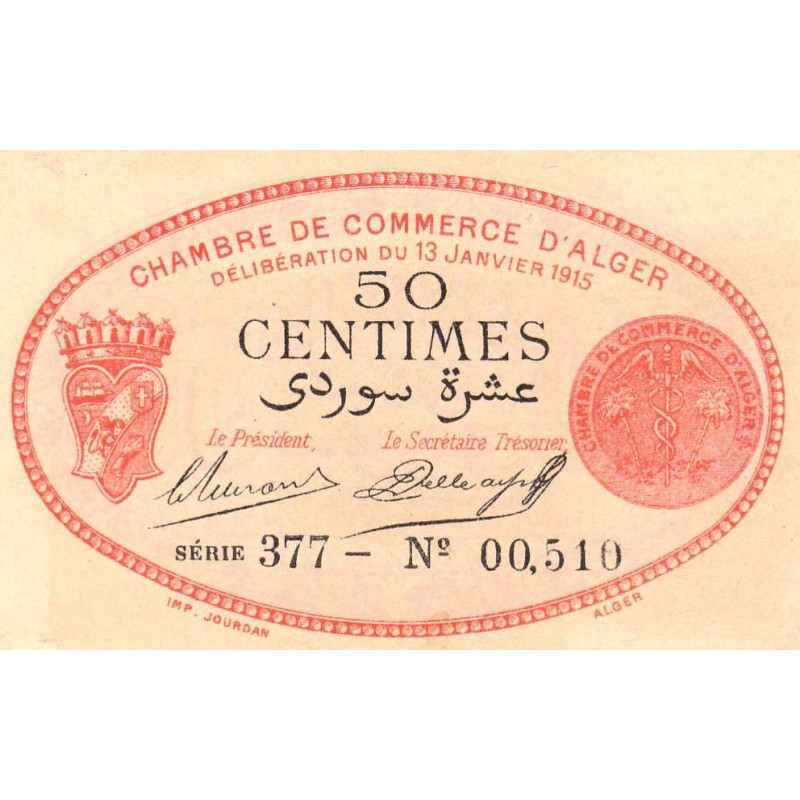 CHAMBRE DE COMMERCE D'ALGER
DÉLIBÉRATION DU 13 JANVIER 1915
50
CENTIMES
عشرة سوردى
CHAMBRE DE COMMERCE D'ALGER
Le Président,
Le Secrétaire Trésorier
SÉRIE 377 — Nº 00,510
IMP. JOURDAN
ALGER